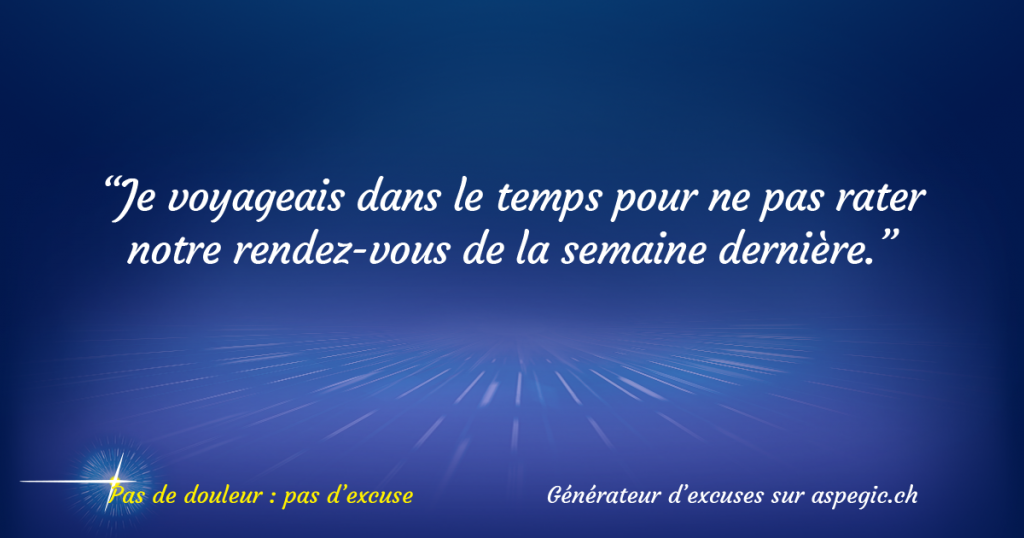 “Je voyageais dans le temps pour ne pas rater
notre rendez-vous de la semaine dernière.”
Pas de douleur : pas d’excuse
Générateur d’excuses sur aspegic.ch